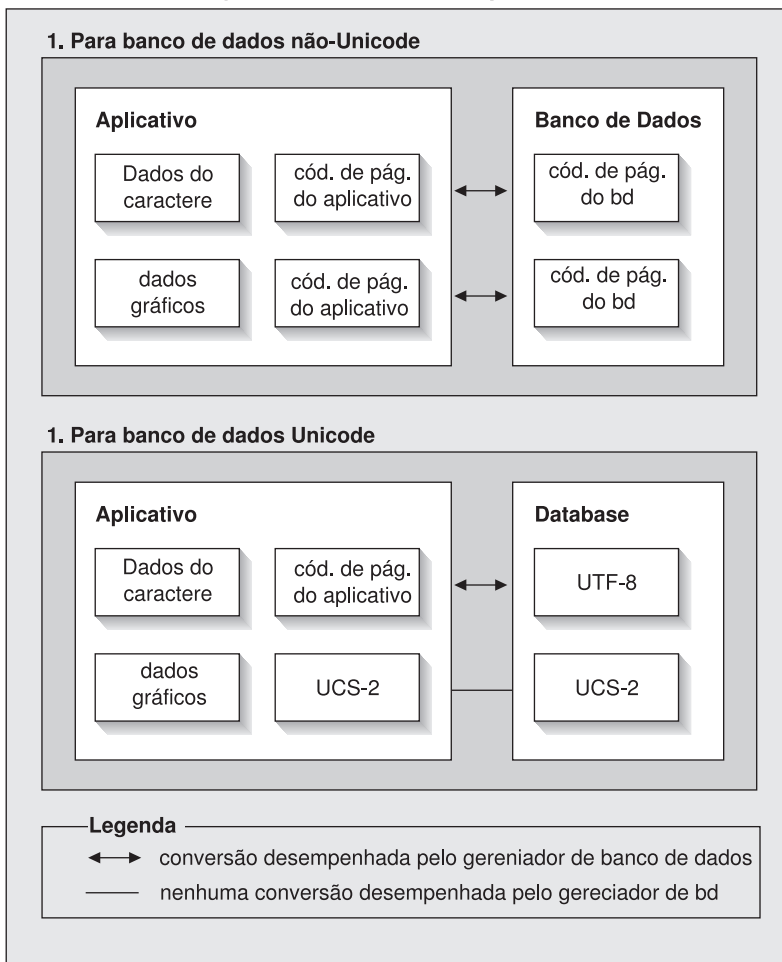 1. Para banco de dados não-Unicode
Aplicativo
Banco de Dados
Dados do
caractere
cód. de pág.
do aplicativo
cód. de pág.
do bd
dados
gráficos
cód. de pág.
do aplicativo
cód. de pág.
do bd
1. Para banco de dados Unicode
Aplicativo
Database
Dados do
caractere
cód. de pág.
do aplicativo
UTF-8
dados
gráficos
UCS-2
UCS-2
Legenda
conversão desempenhada pelo gereniador de banco de dados
nenhuma conversão desempenhada pelo gereciador de bd